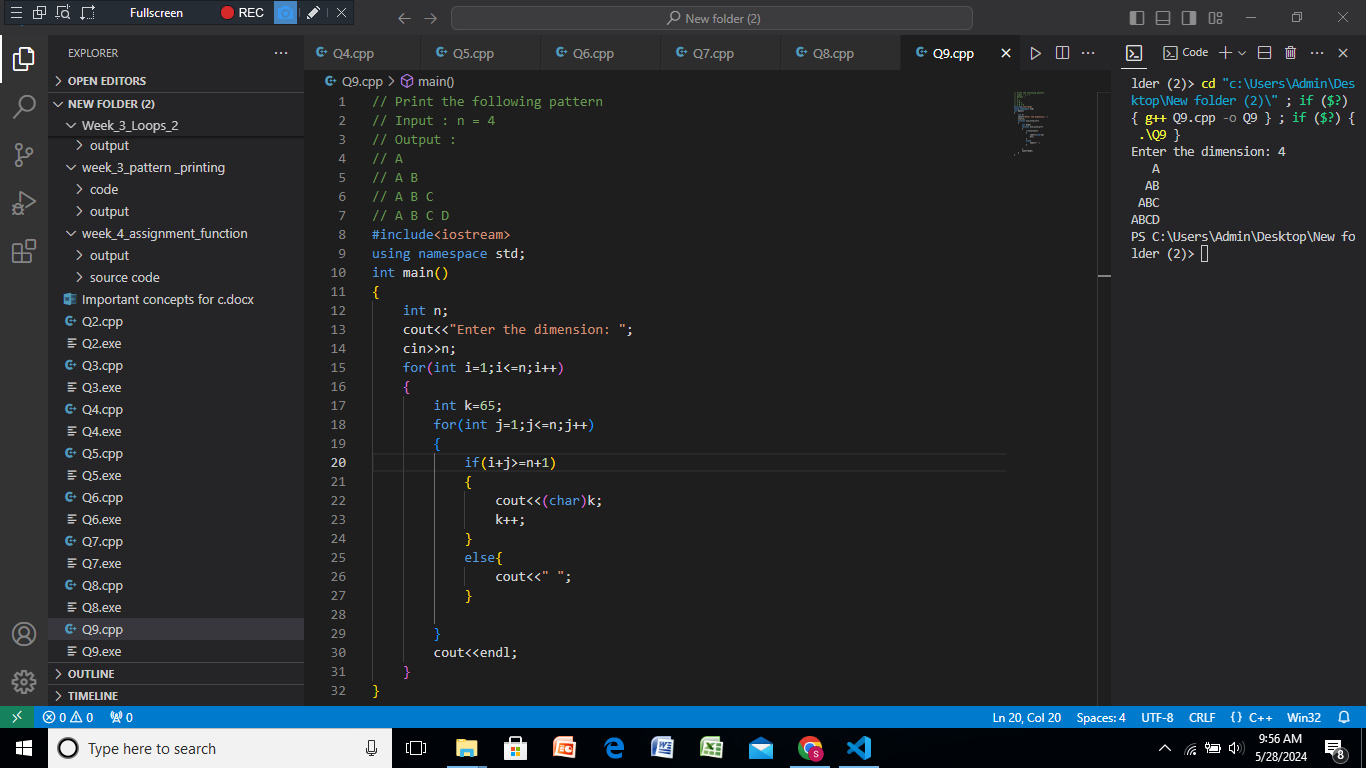 Fullscreen
REC
New folder (2)
EXPLORER
Q4.cpp
Q5.cpp
Q6.cpp
Q7.cpp
Q8.cpp
Q9.cpp
Code
OPEN EDITORS
NEW FOLDER (2)
Week_3_Loops_2
output
week_3_pattern _printing
code
output
week_4_assignment_function
output
source code
Important concepts for c.docx
Q2.cpp
Q2.exe
Q3.cpp
Q3.exe
Q4.cpp
Q4.exe
Q5.cpp
Q5.exe
Q6.cpp
Q6.exe
Q7.cpp
Q7.exe
Q8.cpp
Q8.exe
Q9.cpp
Q9.exe
OUTLINE
TIMELINE
Q9.cpp > main()
1 // Print the following pattern
2 // Input : n = 4
3 // Output :
4 // A
5 // A B
6 // A B C
7 // A B C D
8 #include<iostream>
9 using namespace std;
10 int main()
11 {
12     int n;
13     cout<<"Enter the dimension: ";
14     cin>>n;
15     for(int i=1;i<=n;i++)
16     {
17         int k=65;
18         for(int j=1;j<=n;j++)
19         {
20             if(i+j>=n+1)
21             {
22                 cout<<(char)k;
23                 k++;
24             }
25             else{
26                 cout<<" ";
27             }
28
29         }
30         cout<<endl;
31     }
32 }
lder (2)> cd "c:\Users\Admin\Des
ktop\New folder (2)\" ; if ($?)
{ g++ Q9.cpp -o Q9 } ; if ($?) {
.\Q9 }
Enter the dimension: 4
   A
  AB
 ABC
ABCD
PS C:\Users\Admin\Desktop\New fo
lder (2)>
0 0 0
Ln 20, Col 20
Spaces: 4
UTF-8
CRLF
{} C++
Win32
Type here to search
9:56 AM
5/28/2024
8